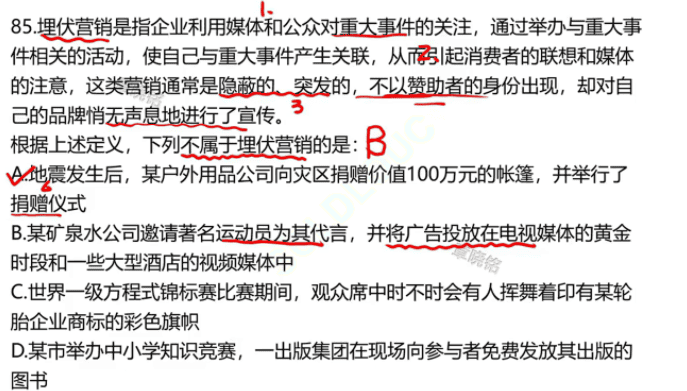 85.埋伏营销是指企业利用媒体和公众对重大事件的关注，通过举办与重大事
件相关的活动，使自己与重大事件产生关联，从而引起消费者的联想和媒体
的注意，这类营销通常是隐蔽的、突发的，不以赞助者的身份出现，却对自
己的品牌悄无声息地进行了宣传。
根据上述定义，下列不属于埋伏营销的是：B
A.地震发生后，某户外用品公司向灾区捐赠价值100万元的帐篷，并举行了
捐赠仪式
B.某矿泉水公司邀请著名运动员为其代言，并将广告投放在电视媒体的黄金
时段和一些大型酒店的视频媒体中
C.世界一级方程式锦标赛比赛期间，观众席中时不时会有人挥舞着印有某轮
胎企业商标的彩色旗帜
D.某市举办中小学知识竞赛，一出版集团在现场向参与者免费发放其出版的
图书